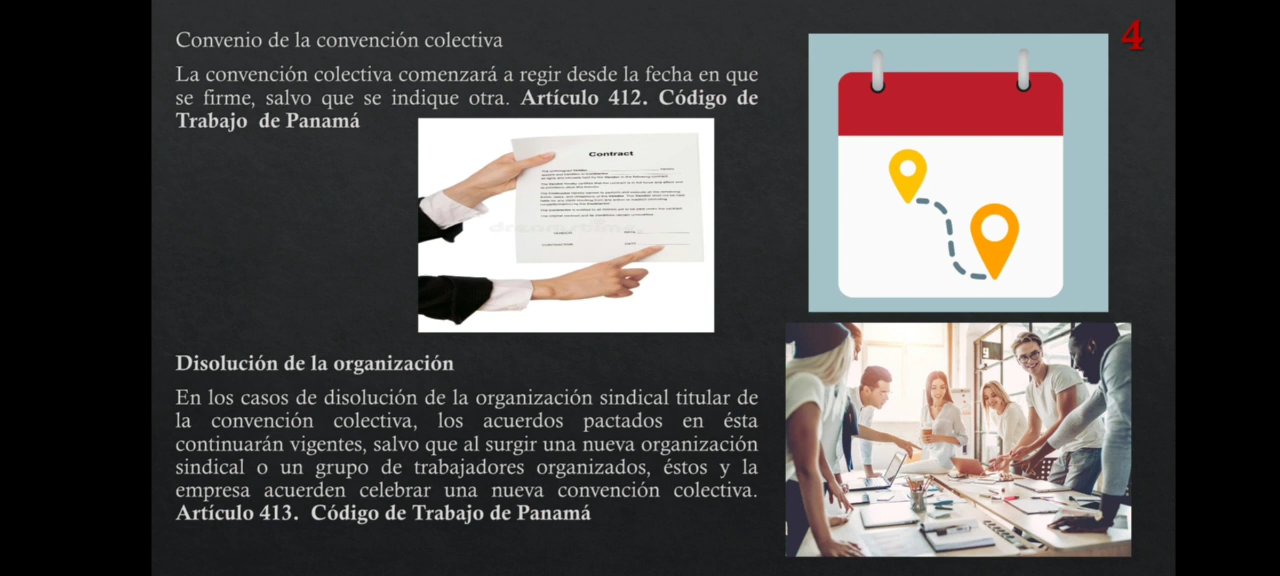 Convenio de la convención colectiva
4
La convención colectiva comenzará a regir desde la fecha en que
se firme, salvo que se indique otra. Artículo 412. Código de
Trabajo de Panamá
Contract
Disolución de la organización
En los casos de disolución de la organización sindical titular de
la convención colectiva, los acuerdos pactados en ésta
continuarán vigentes, salvo que al surgir una nueva organización
sindical o un grupo de trabajadores organizados, éstos y la
empresa acuerden celebrar una nueva convención colectiva.
Artículo 413. Código de Trabajo de Panamá